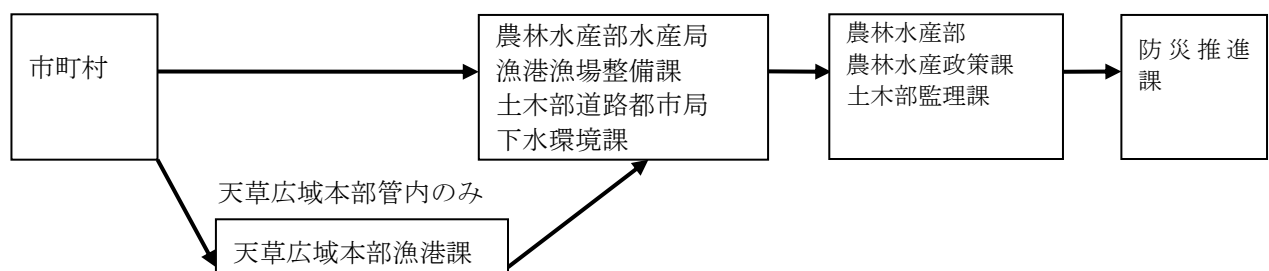 市町村
農林水産部水産局
漁港漁場整備課
土木部道路都市局
下水環境課
農林水産部
農林水産政策課
土木部監理課
防災推進
課
天草広域本部管内のみ
天草広域本部漁港課